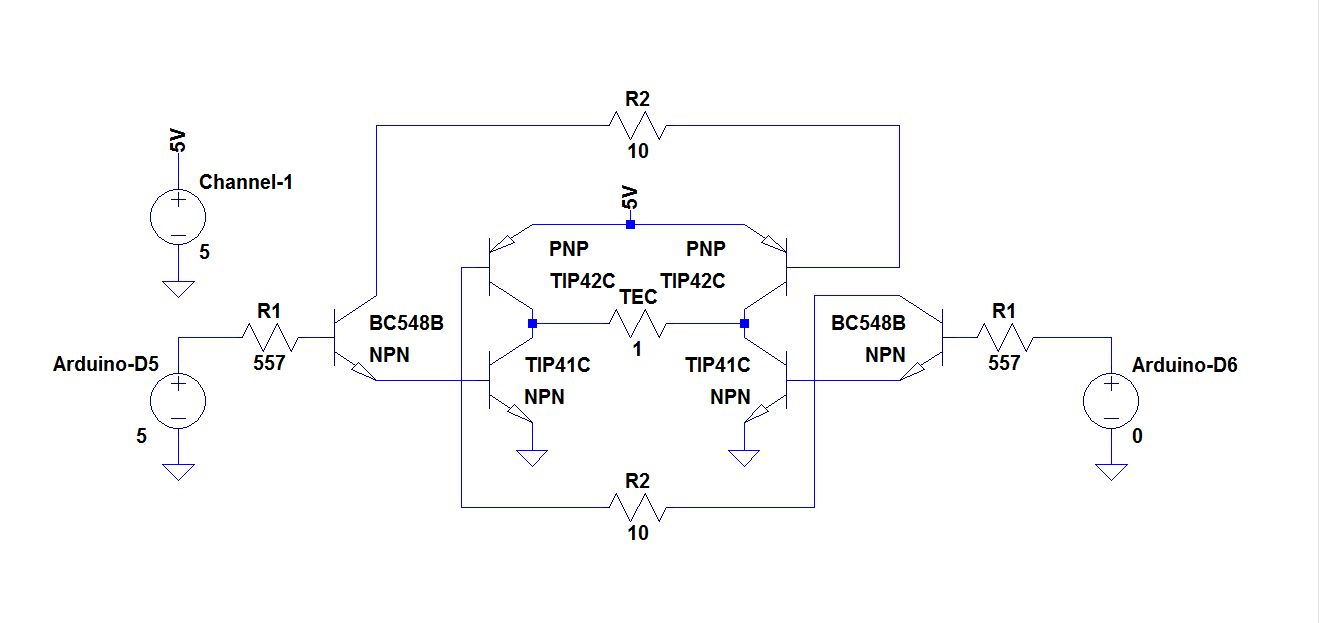 R2
10
5V
Channel-1
5
5V
PNP
PNP
TIP42C
TIP42C
TEC
1
R1
557
BC548B
NPN
BC548B
NPN
R1
557
Arduino-D5
5
TIP41C
NPN
TIP41C
NPN
Arduino-D6
0
R2
10